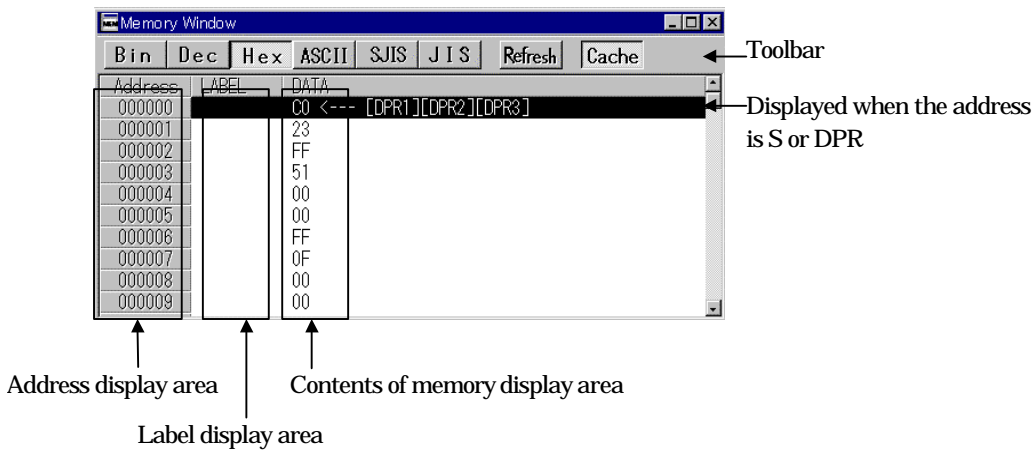 Memory Window
Bin Dec Hex ASCII SJIS JIS Refresh Cache
Toolbar
Address LABEL DATA
000000 C0 <--- [DPR1][DPR2][DPR3]
Displayed when the address
is S or DPR
000001 23
000002 FF
000003 51
000004 00
000005 00
000006 FF
000007 0F
000008 00
000009 00
Address display area
Contents of memory display area
Label display area